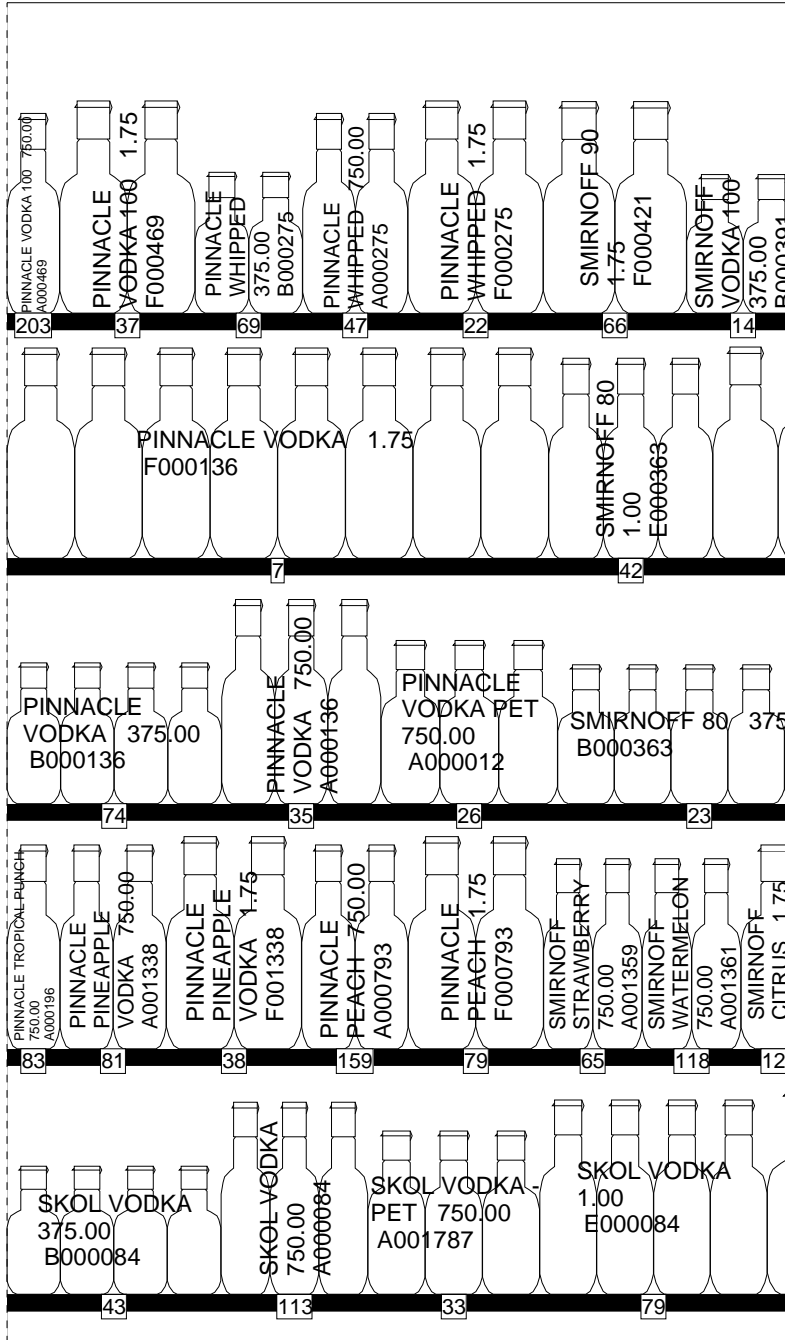 PINNACLE VODKA 100 750.00
A000469
PINNACLE
VODKA 100 1.75
F000469
PINNACLE
WHIPPED
375.00
B000275
PINNACLE
WHIPPED 750.00
A000275
PINNACLE
WHIPPED 1.75
F000275
SMIRNOFF 90
1.75
F000421
SMIRNOFF
VODKA 100
375.00
B000391
203
37
69
47
22
66
14
PINNACLE VODKA 1.75
F000136
SMIRNOFF 80
1.00
E000363
7
42
PINNACLE
VODKA 375.00
B000136
PINNACLE
VODKA 750.00
A000136
PINNACLE
VODKA PET
750.00
A000012
SMIRNOFF 80 375
B000363
74
35
26
23
PINNACLE TROPICAL PUNCH
750.00
A000196
PINNACLE
PINEAPPLE
VODKA 750.00
A001338
PINNACLE
PINEAPPLE
VODKA 1.75
F001338
PINNACLE
PEACH 750.00
A000793
PINNACLE
PEACH 1.75
F000793
SMIRNOFF
STRAWBERRY
750.00
A001359
SMIRNOFF
WATERMELON
750.00
A001361
SMIRNOFF
CITRUS 1.75
83
81
38
159
79
65
118
12
SKOL VODKA
375.00
B000084
SKOL VODKA
750.00
A000084
SKOL VODKA -
PET 750.00
A001787
SKOL VODKA
1.00
E000084
43
113
33
79